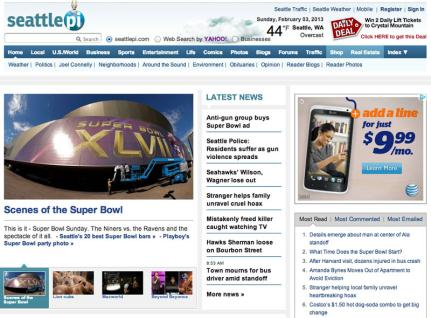 Seattle Traffic | Seattle Weather | Mobile | Register | Sign In
seattlepi
Sunday, February 03, 2013
44°F Seattle, WA
Overcast
DAILY DEAL
Win 2 Daily Lift Tickets to Crystal Mountain
CLICK HERE to get this Deal
Search seattlepi.com Web Search by YAHOO! Businesses
Home Local U.S./World Business Sports Entertainment Life Comics Photos Blogs Forums Traffic Shop Real Estate Index
Weather | Politics | Joel Connelly | Neighborhoods | Around the Sound | Environment | Obituaries | Opinion | Reader Blogs | Reader Photos
SUPER BOWL
XLVII
Scenes of the Super Bowl
This is it - Super Bowl Sunday. The Niners vs. the Ravens and the
spectacle of it all. - Seattle's 20 best Super Bowl bars » - Playboy's
Super Bowl party photo »
Scenes of the Super Bowl
Lion cubs
Maxworld
Beyond Beyonce
LATEST NEWS
Anti-gun group buys
Super Bowl ad
Seattle Police:
Residents suffer as gun
violence spreads
Seahawks' Wilson,
Wagner lose out
Stranger helps family
unravel cruel hoax
Mistakenly freed killer
caught watching TV
Hawks Sherman loose
on Bourbon Street
9:53 AM
Town mourns for bus
driver amid standoff
More news »
add a line
for just
$9.99
/mo.
Learn More
at&t
Most Read | Most Commented | Most Emailed
1. Details emerge about man at center of Ala
standoff
2. What Time Does the Super Bowl Start?
3. After Harvard visit, dozens injured in bus crash
4. Amanda Bynes Moves Out of Apartment to
Avoid Eviction
5. Stranger helping local family unravel
heartbreaking hoax
6. Costco's $1.50 hot dog-soda combo to get big
change